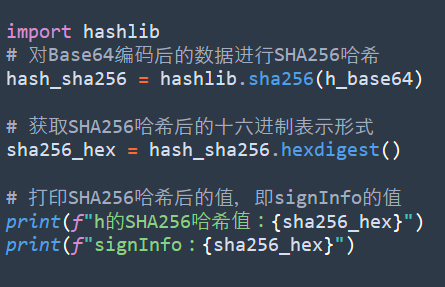 import hashlib
# 对Base64编码后的数据进行SHA256哈希
hash_sha256 = hashlib.sha256(h_base64)
# 获取SHA256哈希后的十六进制表示形式
sha256_hex = hash_sha256.hexdigest()
# 打印SHA256哈希后的值，即signInfo的值
print(f"h的SHA256哈希值：{sha256_hex}")
print(f"signInfo：{sha256_hex}")